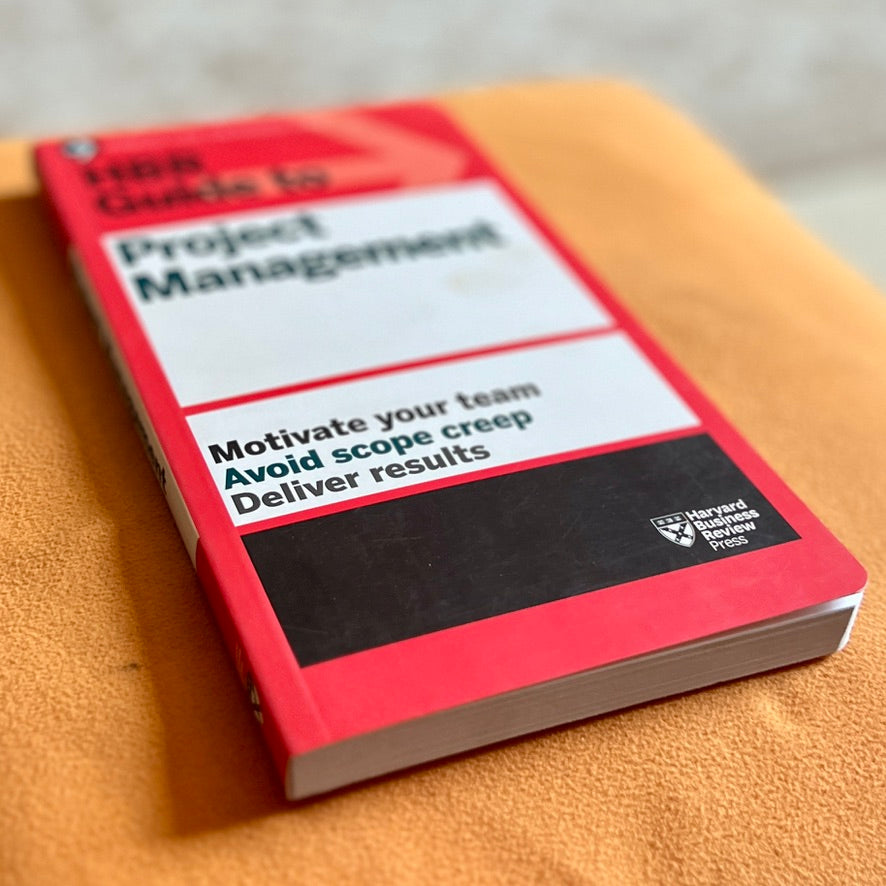 HBR
Guide to
Project
Management
Motivate your team
Avoid scope creep
Deliver results
Harvard
Business
Review
Press